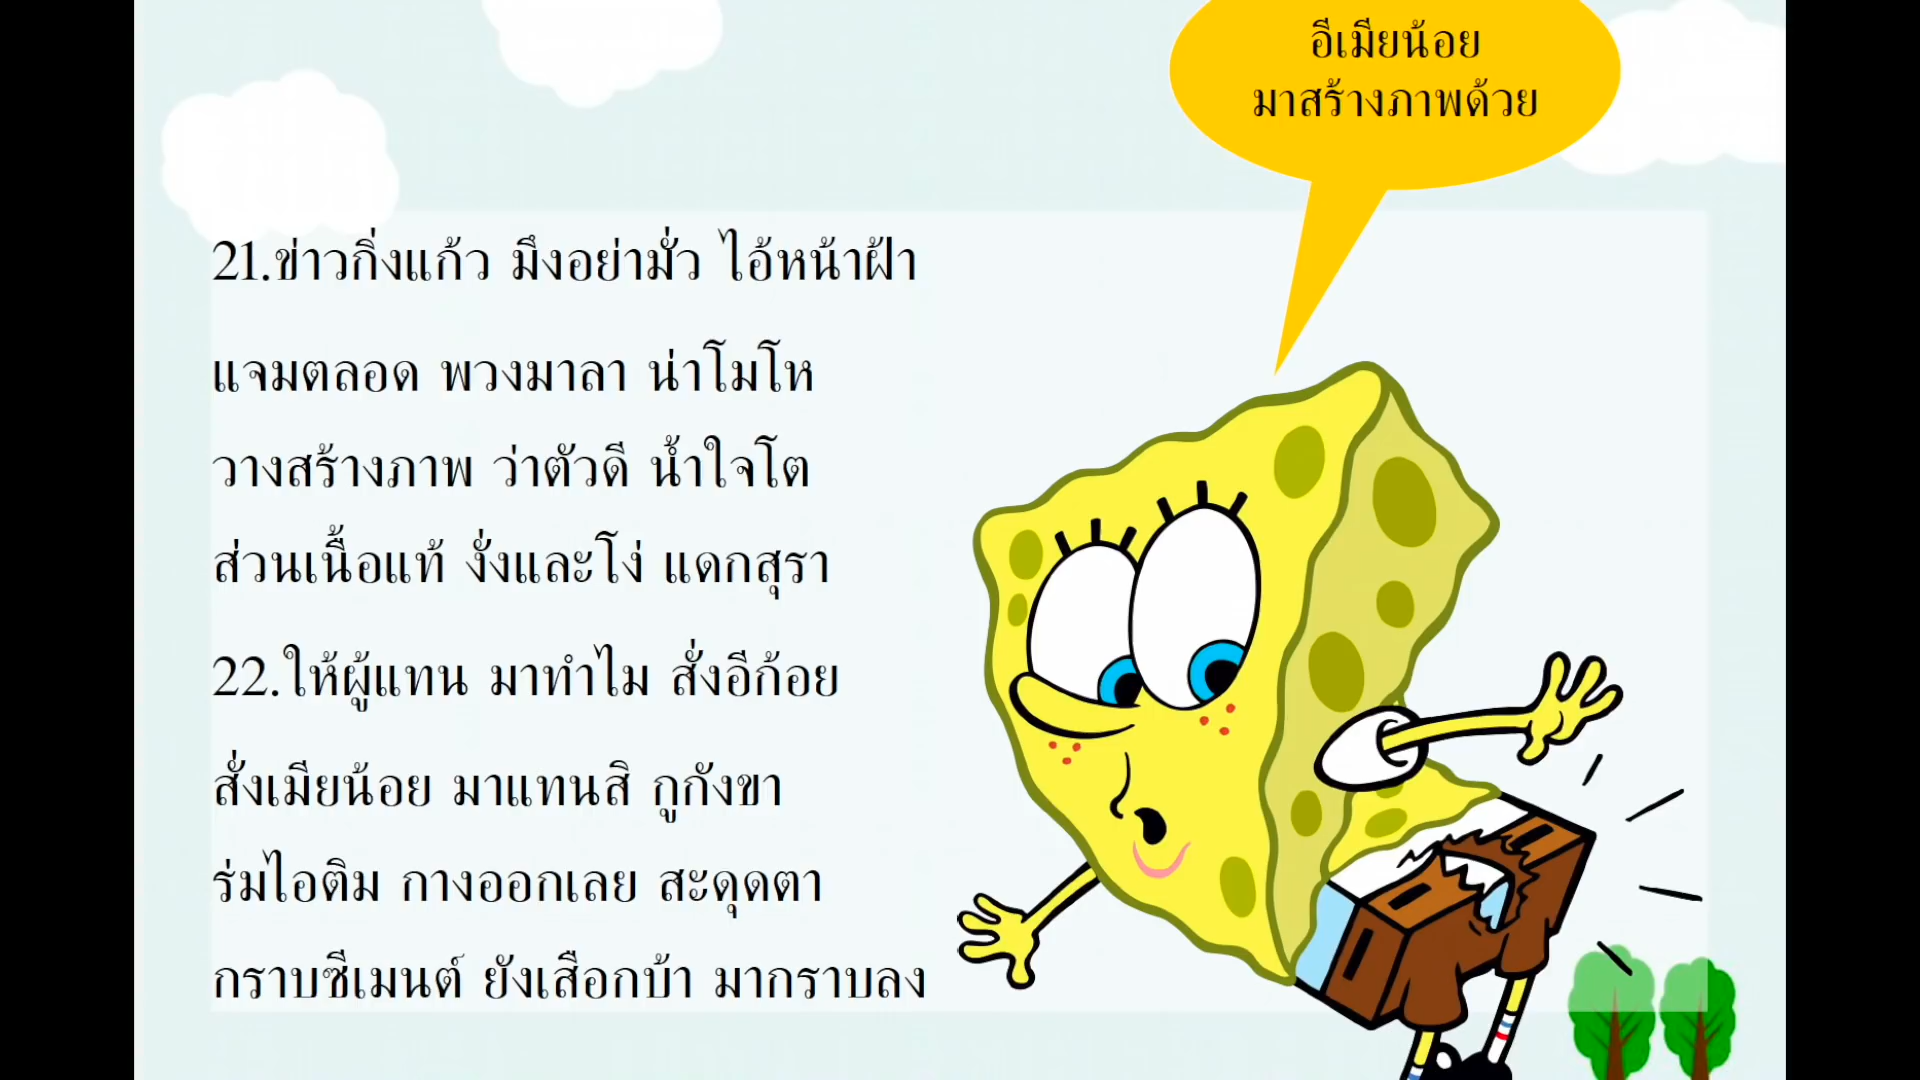 อีเมียน้อย
มาสร้างภาพด้วย
21.ข่าวกิ่งแก้ว มึงอย่ามั่ว ไอ้หน้าฝ้า
แจมตลอด พวงมาลา น่าโมโห
วางสร้างภาพ ว่าตัวดี น้ำใจโต
ส่วนเนื้อแท้ งั่งและโง่ แดกสุรา
22.ให้ผู้แทน มาทำไม สั่งอีก้อย
สั่งเมียน้อย มาแทนสิ กูกังขา
ร่มไอติม กางออกเลย สะดุดตา
กราบซีเมนต์ ยังเสือกบ้า มากราบลง